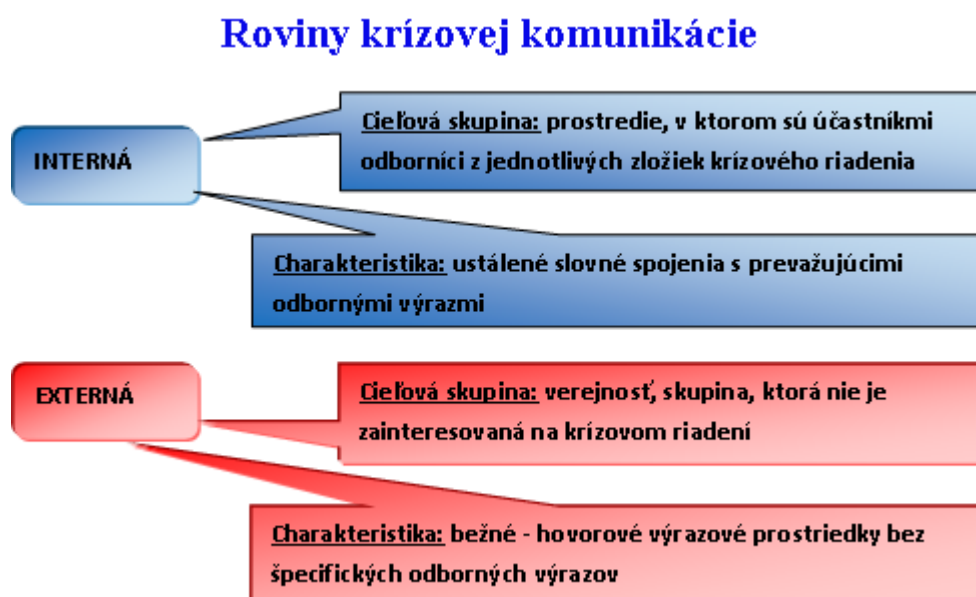 Roviny krízovej komunikácie
INTERNÁ
Cieľová skupina: prostredie, v ktorom sú účastníkmi
odborníci z jednotlivých zložiek krízového riadenia
Charakteristika: ustálené slovné spojenia s prevažujúcimi
odbornými výrazmi
EXTERNÁ
Cieľová skupina: verejnosť, skupina, ktorá nie je
zainteresovaná na krízovom riadení
Charakteristika: bežné - hovorové výrazové prostriedky bez
špecifických odborných výrazov